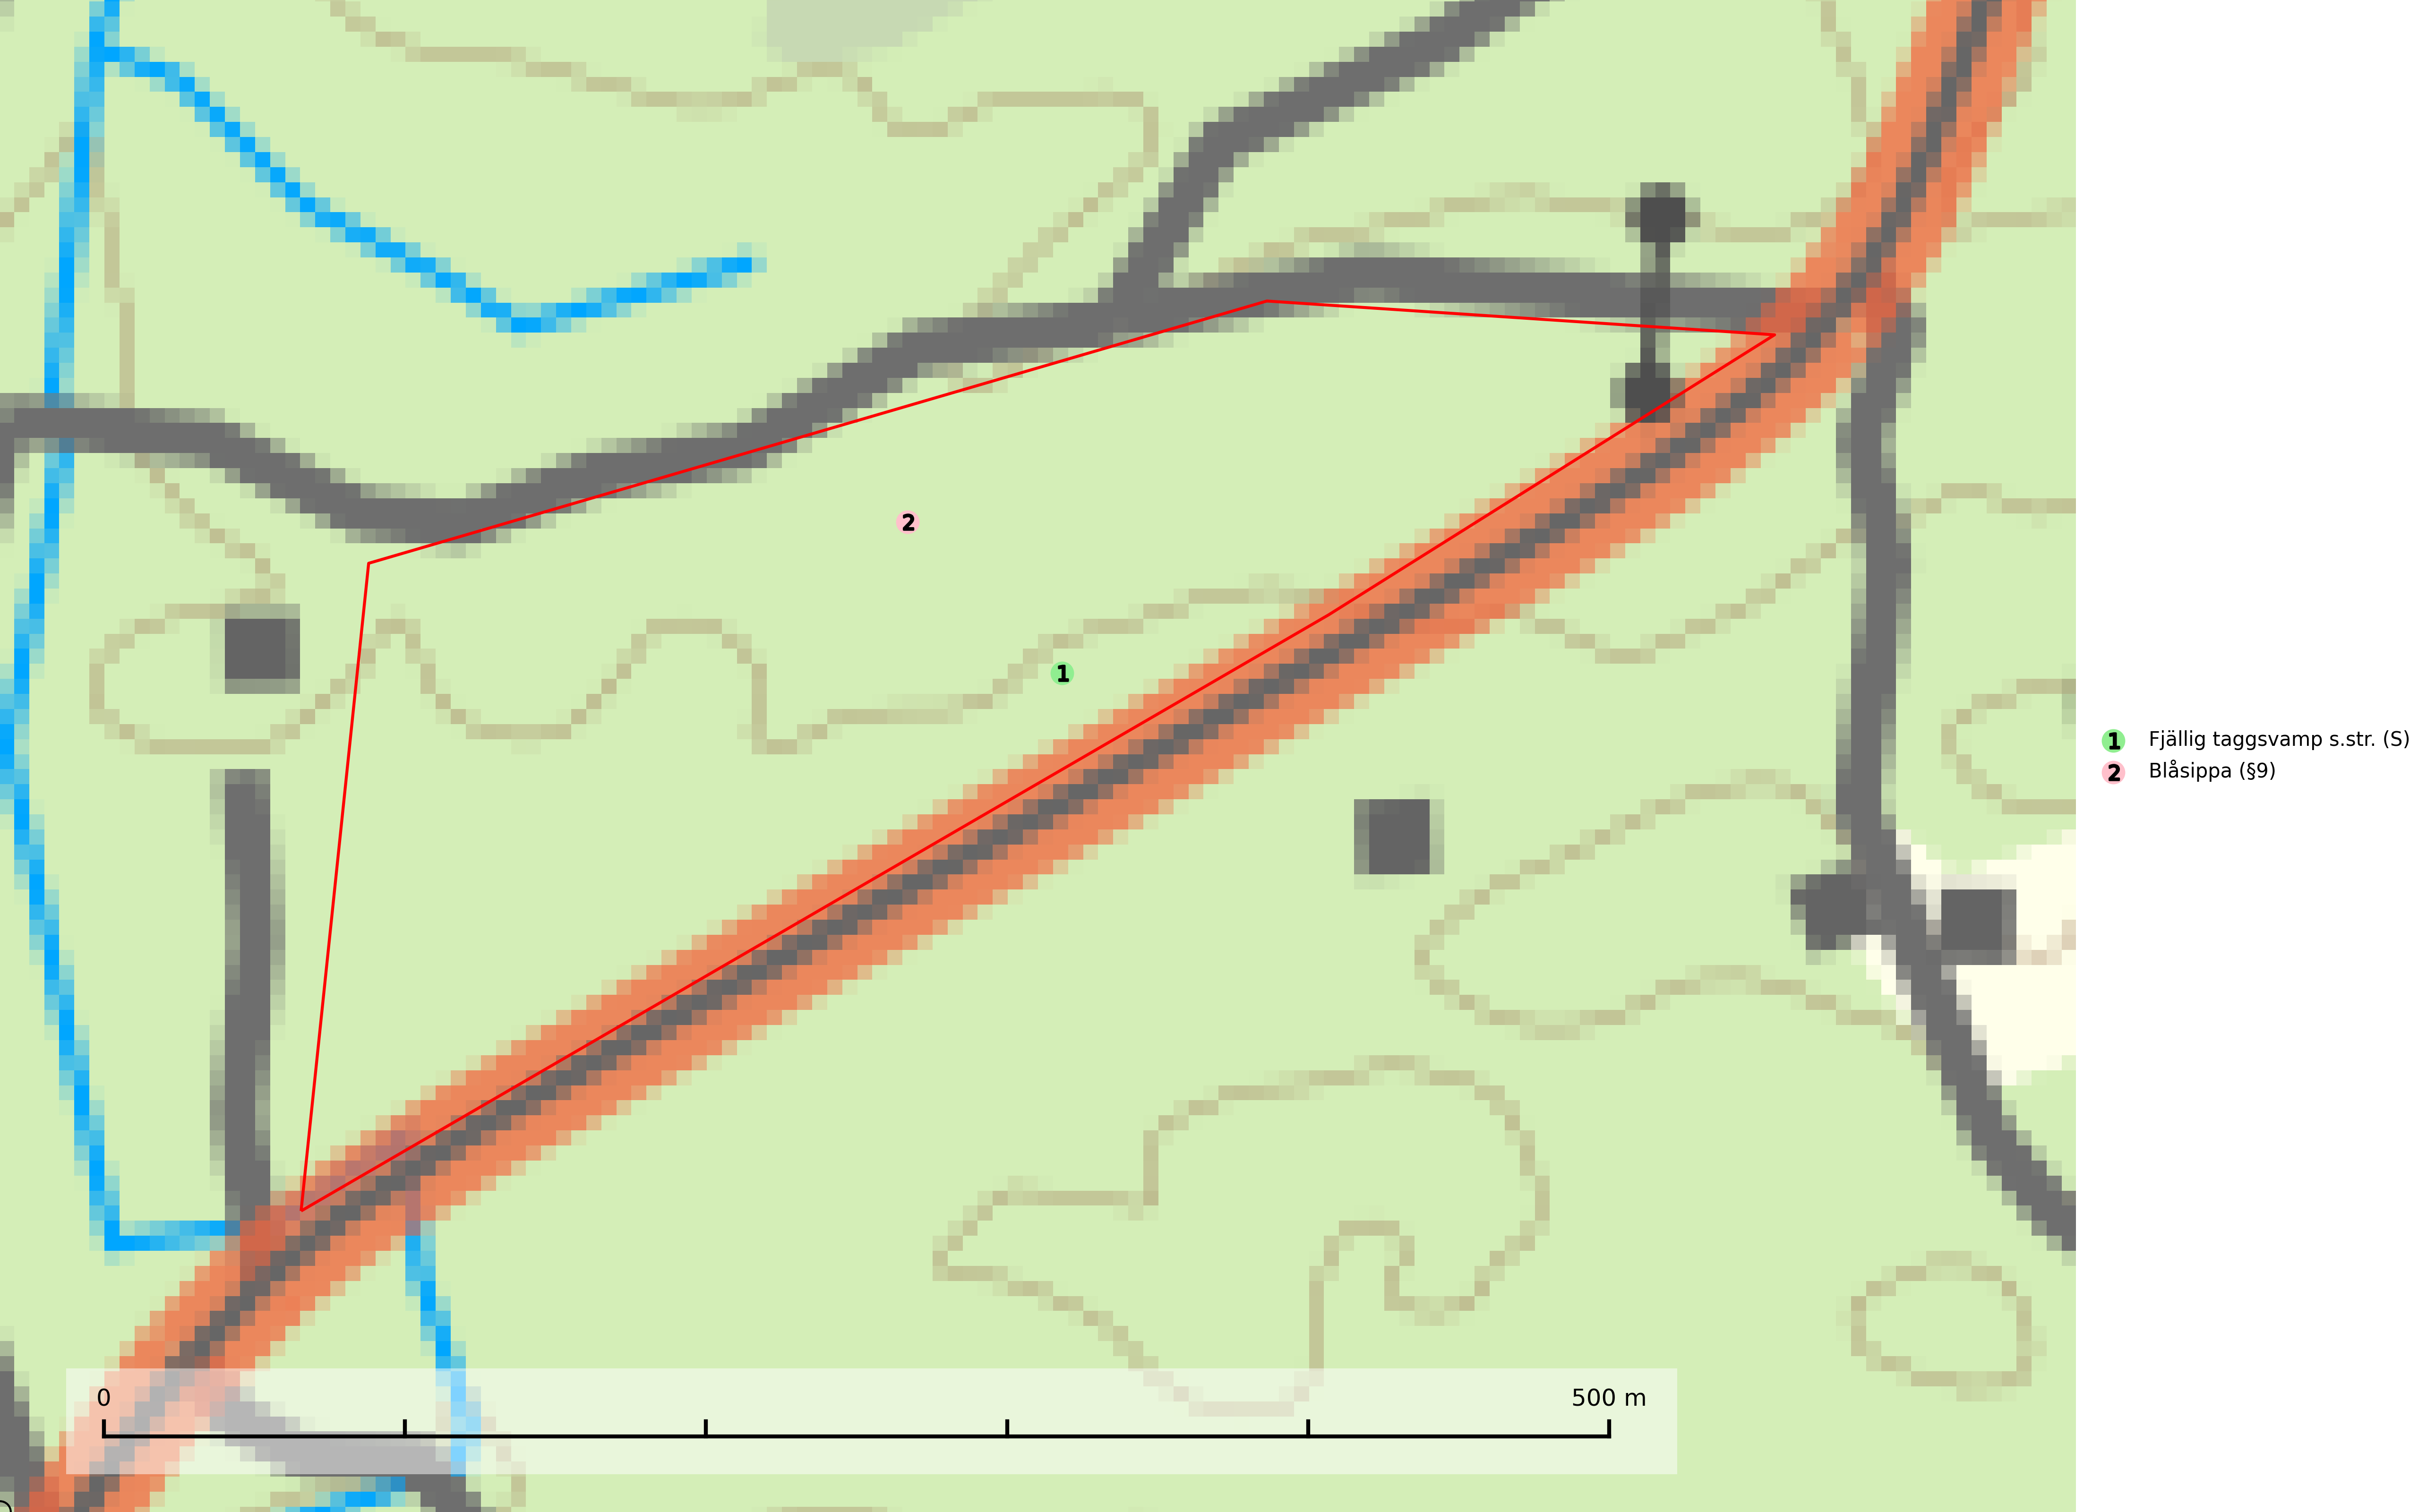 2
1
1 Fjällig taggsvamp s.str. (S)
2 Blåsippa (§9)
0 500 m